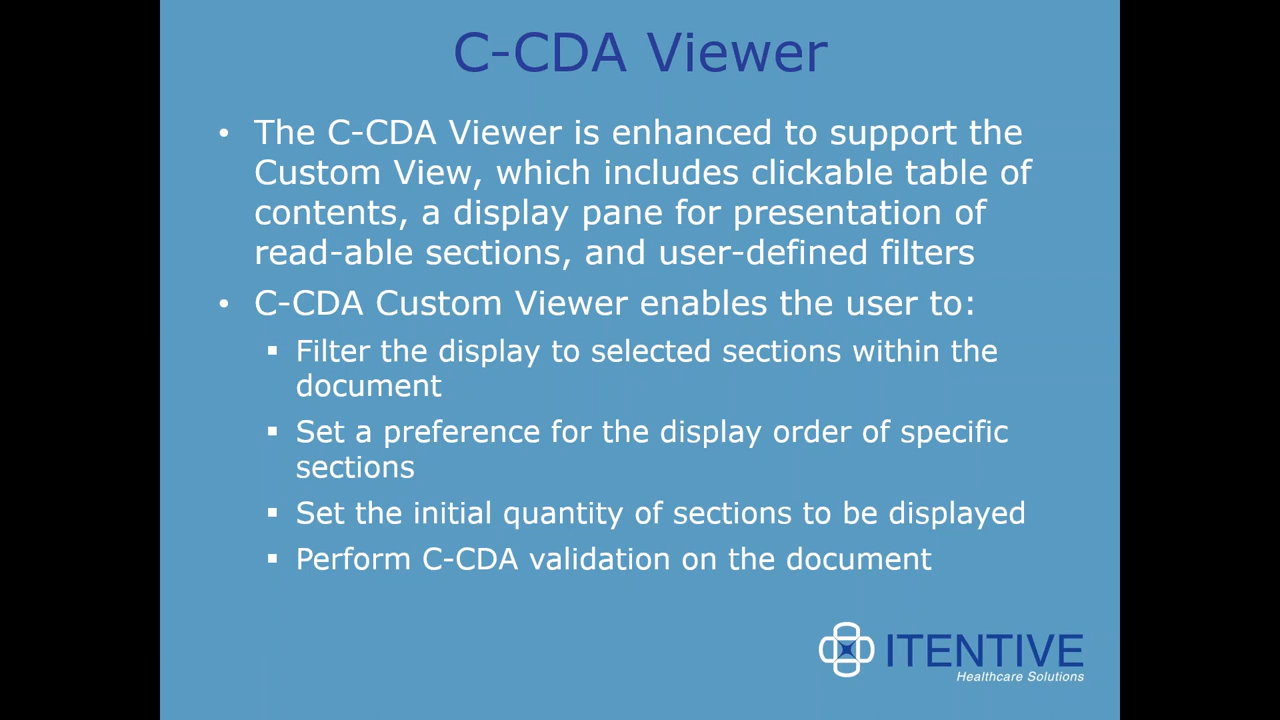 C-CDA Viewer
• The C-CDA Viewer is enhanced to support the
Custom View, which includes clickable table of
contents, a display pane for presentation of
read-able sections, and user-defined filters
• C-CDA Custom Viewer enables the user to:
▪ Filter the display to selected sections within the
document
▪ Set a preference for the display order of specific
sections
▪ Set the initial quantity of sections to be displayed
▪ Perform C-CDA validation on the document
ITENTIVE
Healthcare Solutions